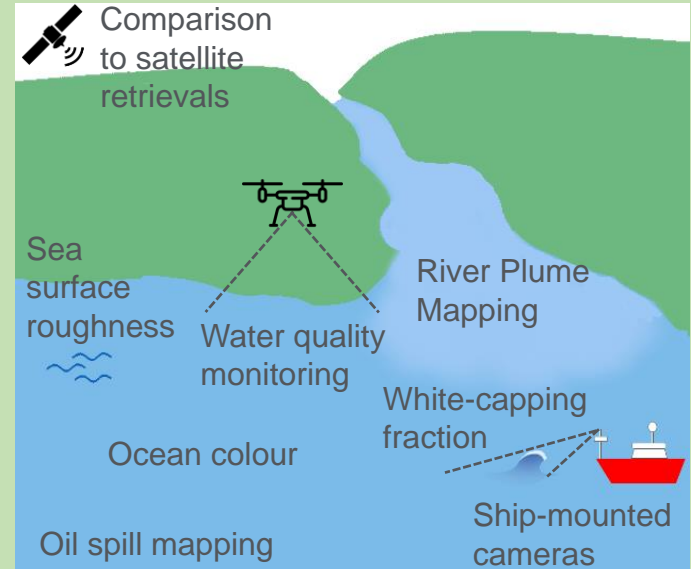 Comparison
to satellite
retrievals
Sea
surface
roughness
River Plume
Mapping
Water quality
monitoring
White-capping
fraction
Ocean colour
Ship-mounted
cameras
Oil spill mapping